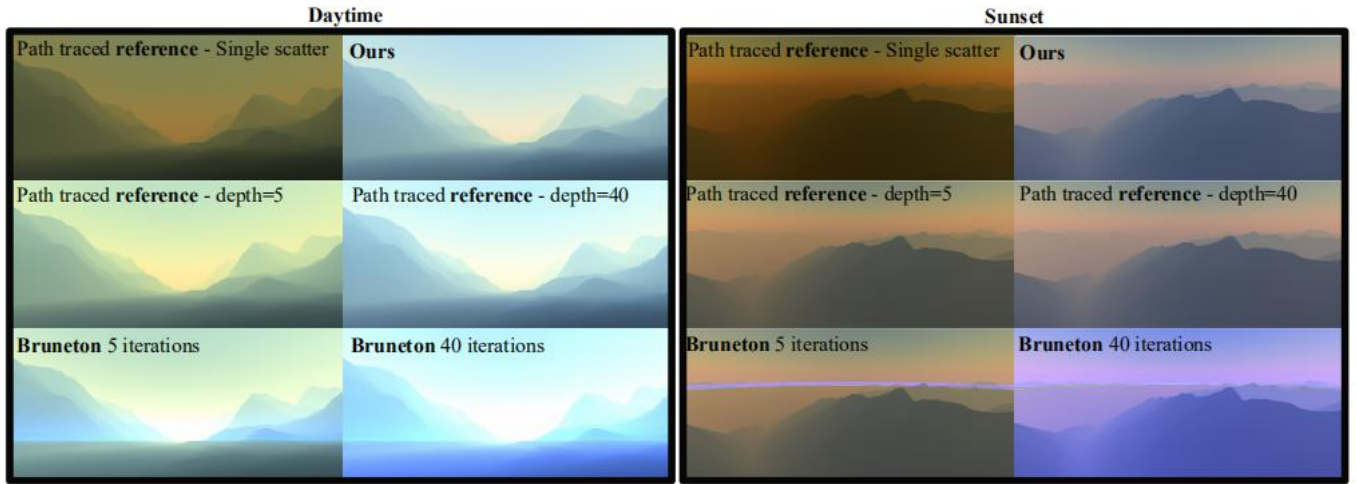 Daytime
Path traced reference - Single scatter
Ours
Path traced reference - depth=5
Path traced reference - depth=40
Bruneton 5 iterations
Bruneton 40 iterations
Sunset
Path traced reference - Single scatter
Ours
Path traced reference - depth=5
Path traced reference - depth=40
Bruneton 5 iterations
Bruneton 40 iterations